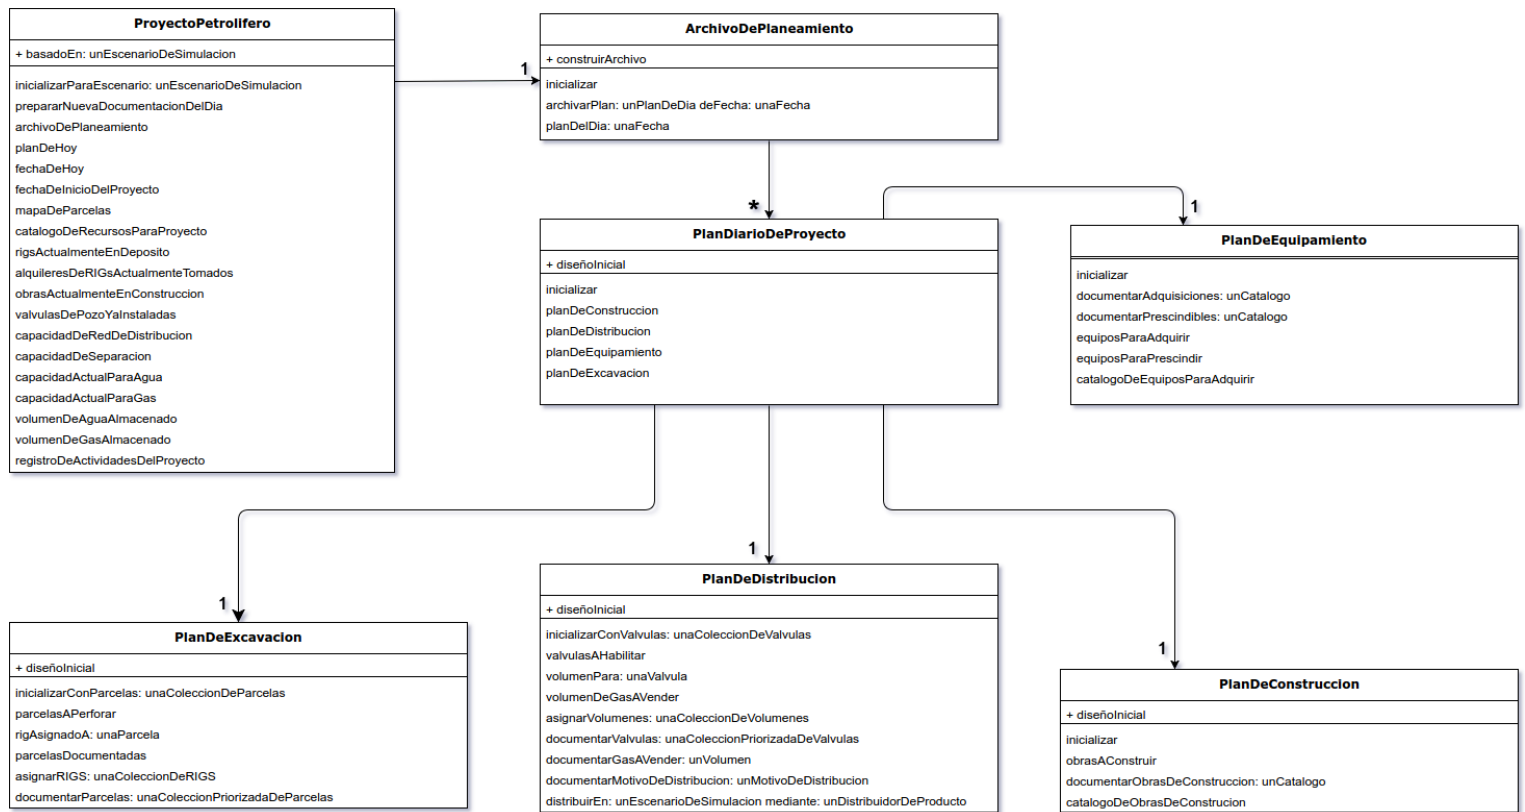 ProyectoPetrolifero
+ basadoEn: unEscenarioDeSimulacion
inicializarParaEscenario: unEscenarioDeSimulacion
prepararNuevaDocumentacionDelDia
archivoDePlaneamiento
planDeHoy
fechaDeHoy
fechaDeInicioDelProyecto
mapaDeParcelas
catalogoDeRecursosParaProyecto
rigsActualmenteEnDeposito
alquileresDeRIGsActualmenteTomados
obrasActualmenteEnConstruccion
valvulasDePozoYaInstaladas
capacidadDeRedDeDistribucion
capacidadDeSeparacion
capacidadActualParaAgua
capacidadActualParaGas
volumenDeAguaAlmacenado
volumenDeGasAlmacenado
registroDeActividadesDelProyecto
1
ArchivoDePlaneamiento
+ construirArchivo
inicializar
archivarPlan: unPlanDeDia deFecha: unaFecha
planDelDia: unaFecha
*
PlanDiarioDeProyecto
+ diseñoInicial
inicializar
planDeConstruccion
planDeDistribucion
planDeEquipamiento
planDeExcavacion
1
PlanDeEquipamiento
inicializar
documentarAdquisiciones: unCatalogo
documentarPrescindibles: unCatalogo
equiposParaAdquirir
equiposParaPrescindir
catalogoDeEquiposParaAdquirir
1
PlanDeExcavacion
+ diseñoInicial
inicializarConParcelas: unaColeccionDeParcelas
parcelasAPerforar
rigAsignadoA: unaParcela
parcelasDocumentadas
asignarRIGS: unaColeccionDeRIGS
documentarParcelas: unaColeccionPriorizadaDeParcelas
1
PlanDeDistribucion
+ diseñoInicial
inicializarConValvulas: unaColeccionDeValvulas
valvulasAHabilitar
volumenPara: unaValvula
volumenDeGasAVender
asignarVolumenes: unaColeccionDeVolumenes
documentarValvulas: unaColeccionPriorizadaDeValvulas
documentarGasAVender: unVolumen
documentarMotivoDeDistribucion: unMotivoDeDistribucion
distribuirEn: unEscenarioDeSimulacion mediante: unDistribuidorDeProducto
1
PlanDeConstruccion
+ diseñoInicial
inicializar
obrasAConstruir
documentarObrasDeConstruccion: unCatalogo
catalogoDeObrasDeConstrucion